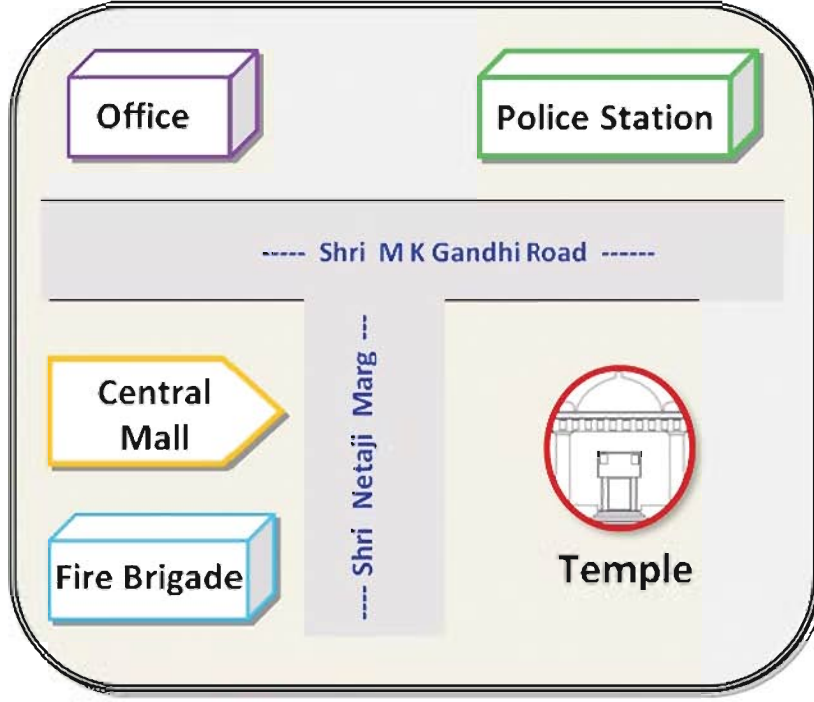 Office
Police Station
----- Shri M K Gandhi Road ------
Central
Mall
---- Shri Netaji Marg ---
Fire Brigade
Temple